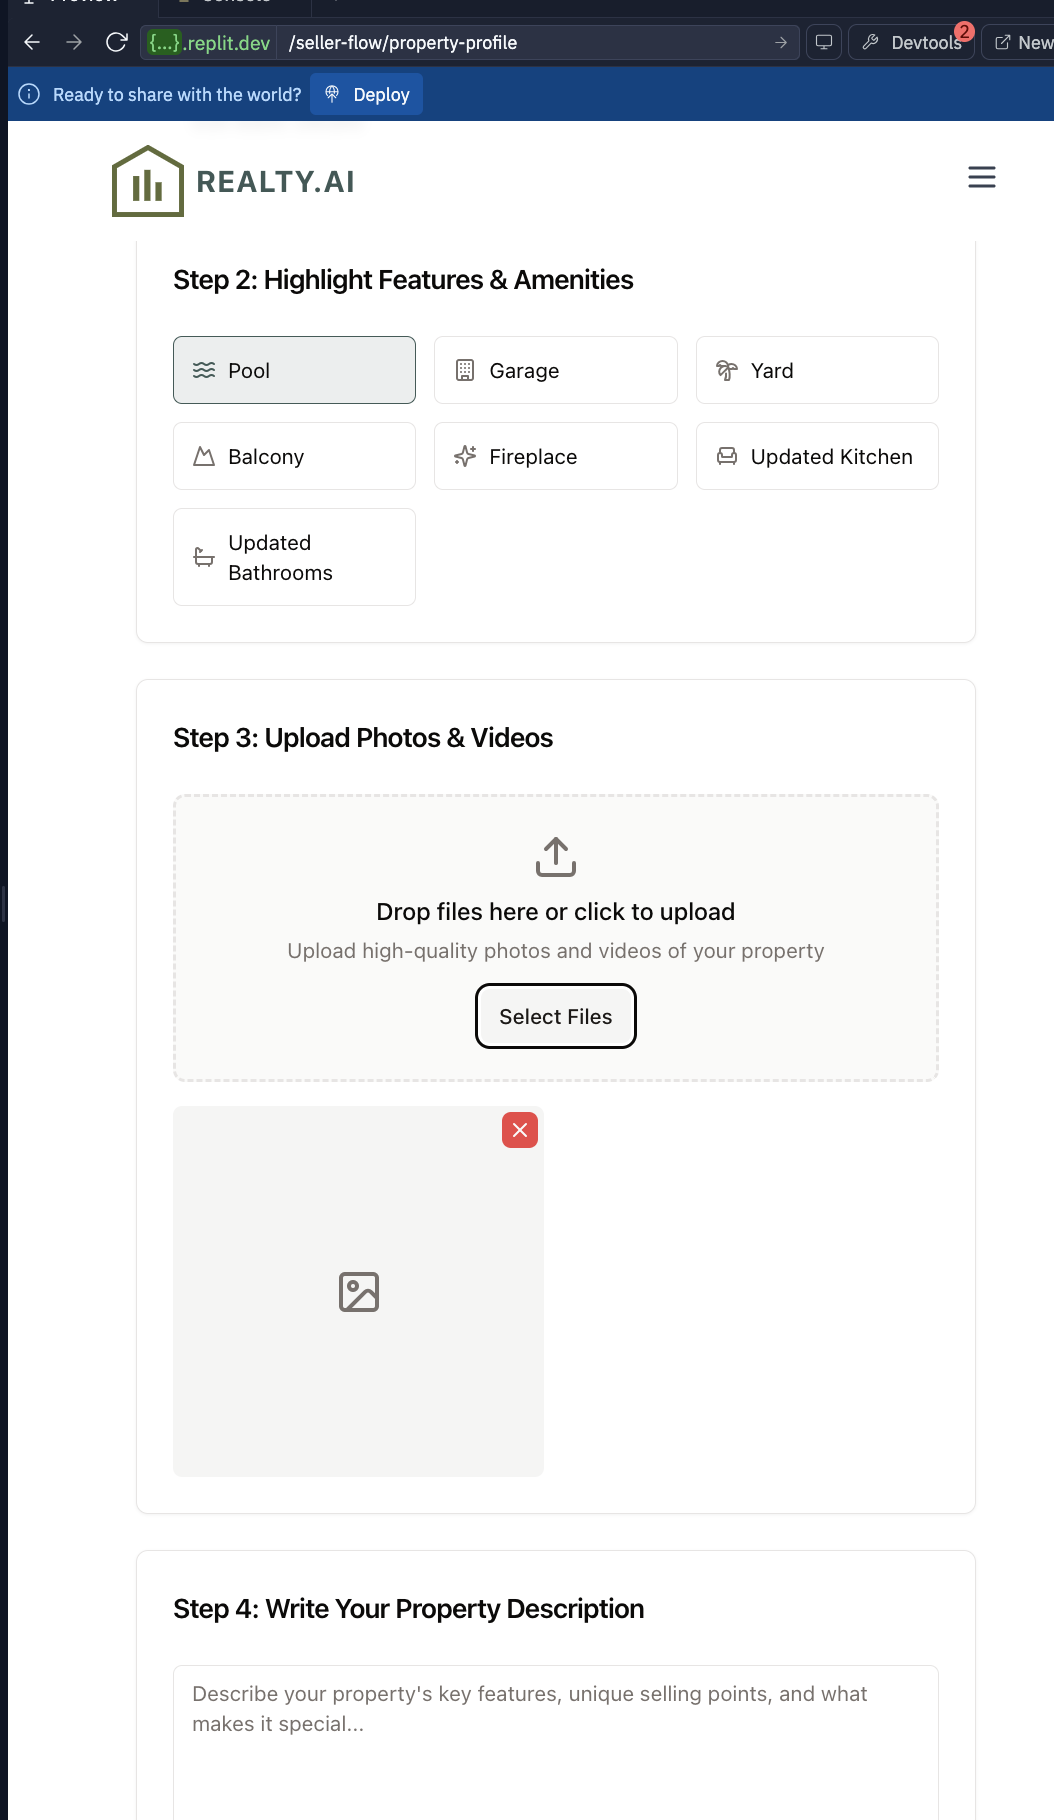 {...}.replit.dev /seller-flow/property-profile
Devtools 2
New
Ready to share with the world? Deploy
REALTY.AI
Step 2: Highlight Features & Amenities
Pool Garage Yard
Balcony Fireplace Updated Kitchen
Updated
Bathrooms
Step 3: Upload Photos & Videos
Drop files here or click to upload
Upload high-quality photos and videos of your property
Select Files
Step 4: Write Your Property Description
Describe your property's key features, unique selling points, and what
makes it special...